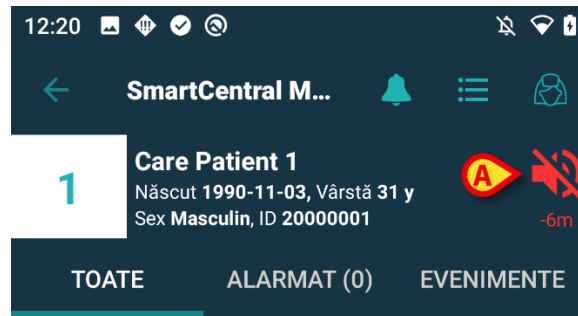 12:20
SmartCentral M...
1
Care Patient 1
Născut 1990-11-03, Vârstă 31 y
Sex Masculin, ID 20000001
A
-6m
TOATE ALARMAT (0) EVENIMENTE